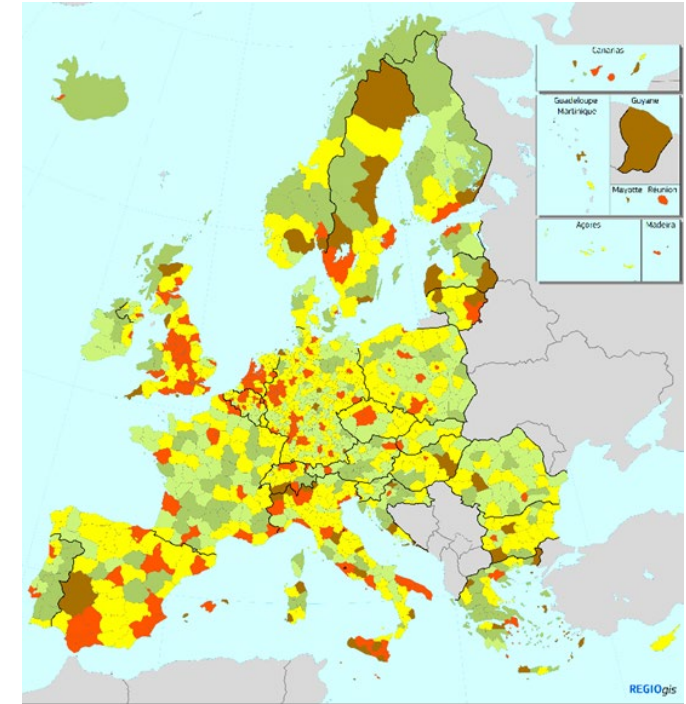 Canarias
Guadeloupe
Martinique
Guyane
Mayotte
Réunion
Açores
Madeira
REGIOgis